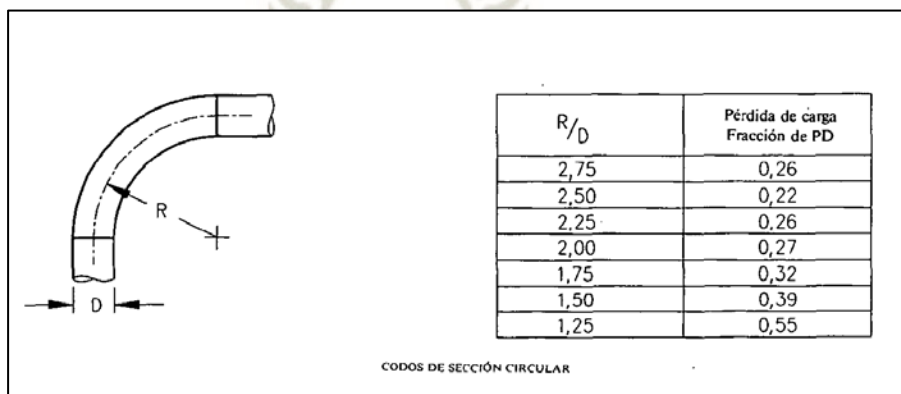 R/D Pérdida de carga
Fracción de PD
2,75 0,26
2,50 0,22
2,25 0,26
2,00 0,27
1,75 0,32
1,50 0,39
1,25 0,55
R
D
CODOS DE SECCIÓN CIRCULAR